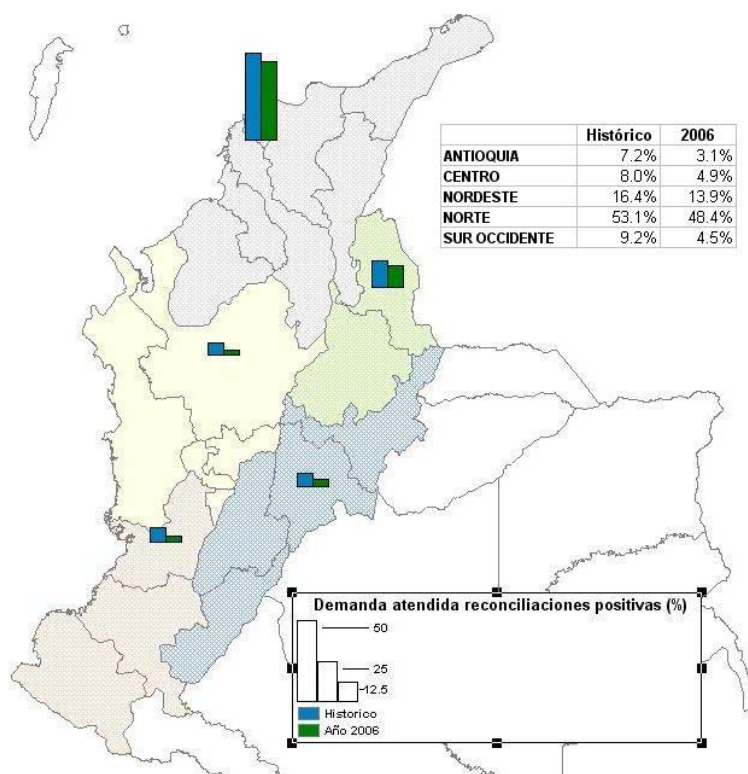 Histórico 2006
ANTIOQUIA 7.2% 3.1%
CENTRO 8.0% 4.9%
NORDESTE 16.4% 13.9%
NORTE 53.1% 48.4%
SUR OCCIDENTE 9.2% 4.5%
Demanda atendida reconciliaciones positivas (%)
50
25
12.5
Historico
Año 2006